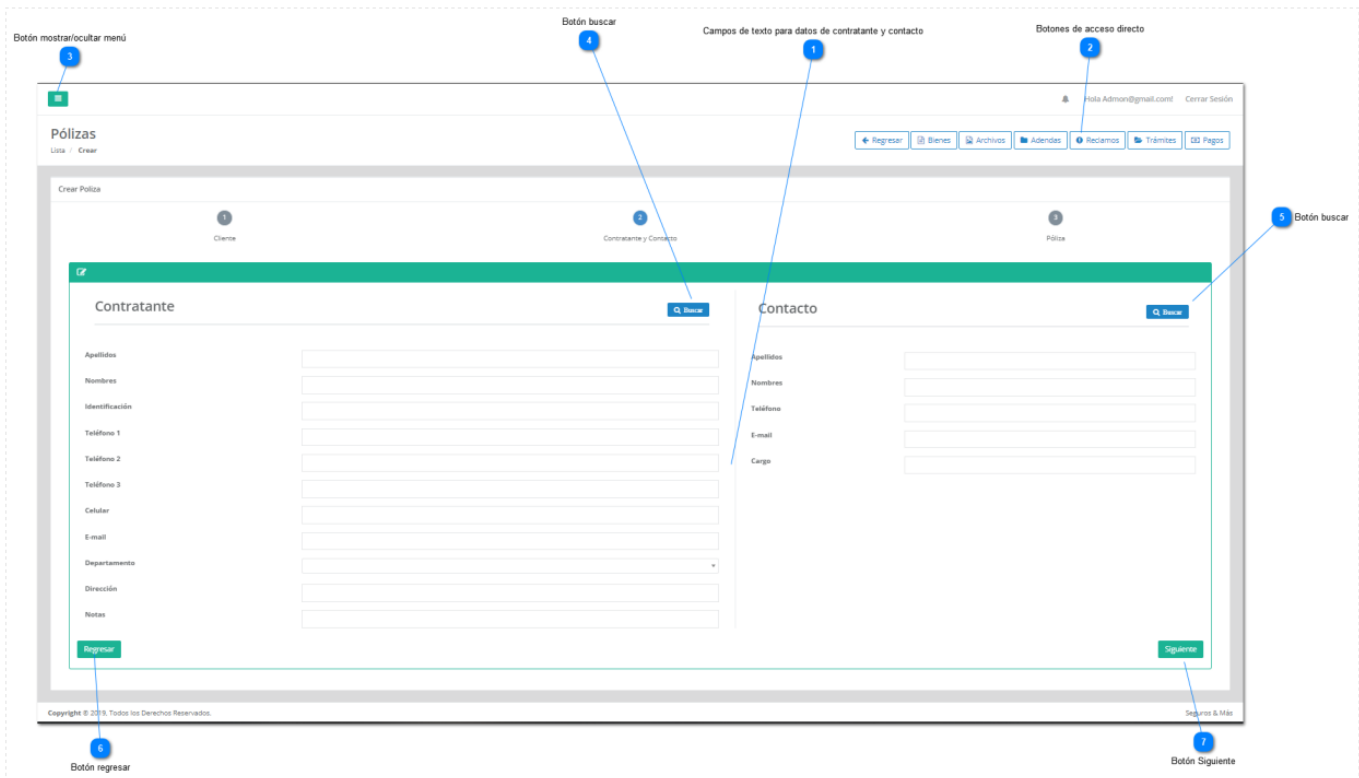 Botón buscar
4
Campos de texto para datos de contratante y contacto
1
Botones de acceso directo
2
Botón mostrar/ocultar menú
3
Hola Admon@gmail.com! Cerrar Sesión
Pólizas
Lista / Crear
Regresar Bienes Archivos Adendas Reclamos Trámites Pagos
Crear Poliza
1 2 3
Cliente Contratante y Contacto Póliza
5 Botón buscar
Contratante Buscar
Contacto Buscar
Apellidos
Nombres
Identificación
Teléfono 1
Teléfono 2
Teléfono 3
Celular
E-mail
Departamento
Dirección
Notas
Apellidos
Nombres
Teléfono
E-mail
Cargo
Regresar Siguiente
Copyright © 2019. Todos los Derechos Reservados. Seguros & Más
6
Botón regresar
7
Botón Siguiente